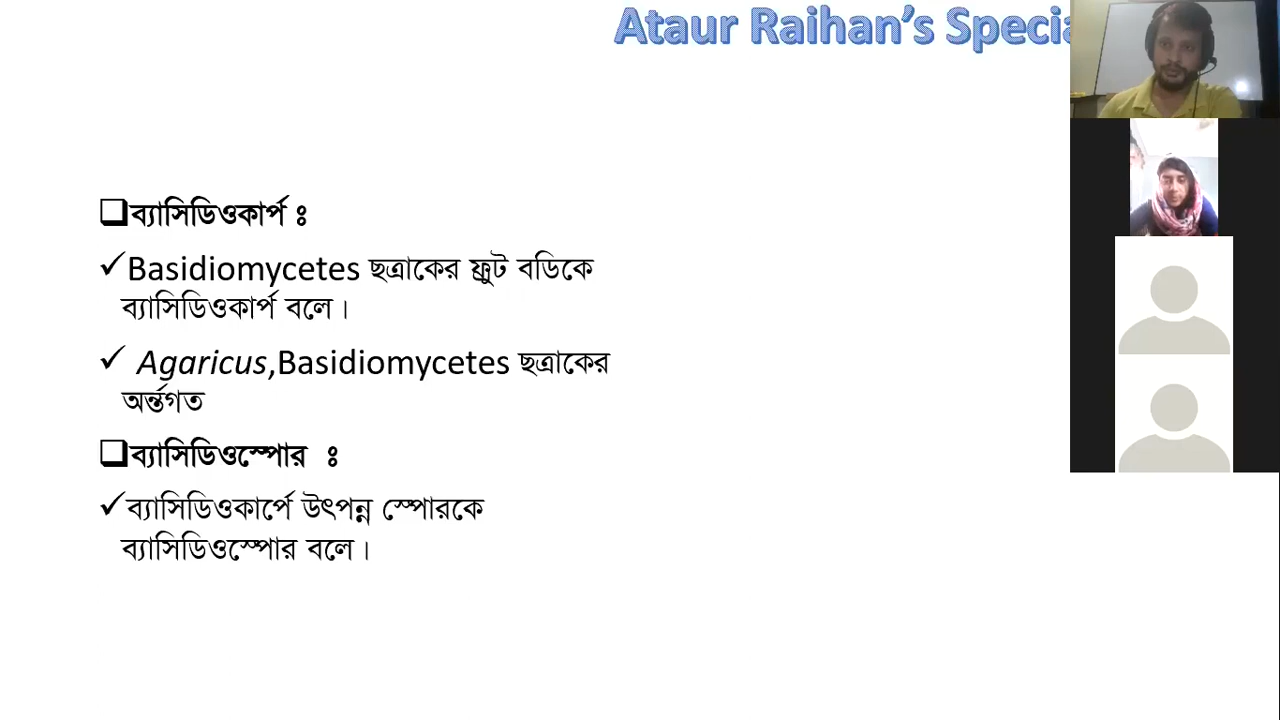 Ataur Raihan’s Specia
ব্যাসিডিওকার্প ঃ
Basidiomycetes ছত্রাকের ফ্রুট বডিকে
ব্যাসিডিওকার্প বলে।
Agaricus,Basidiomycetes ছত্রাকের
অর্ন্তগত
ব্যাসিডিওস্পোর ঃ
ব্যাসিডিওকার্পে উৎপন্ন স্পোরকে
ব্যাসিডিওস্পোর বলে।